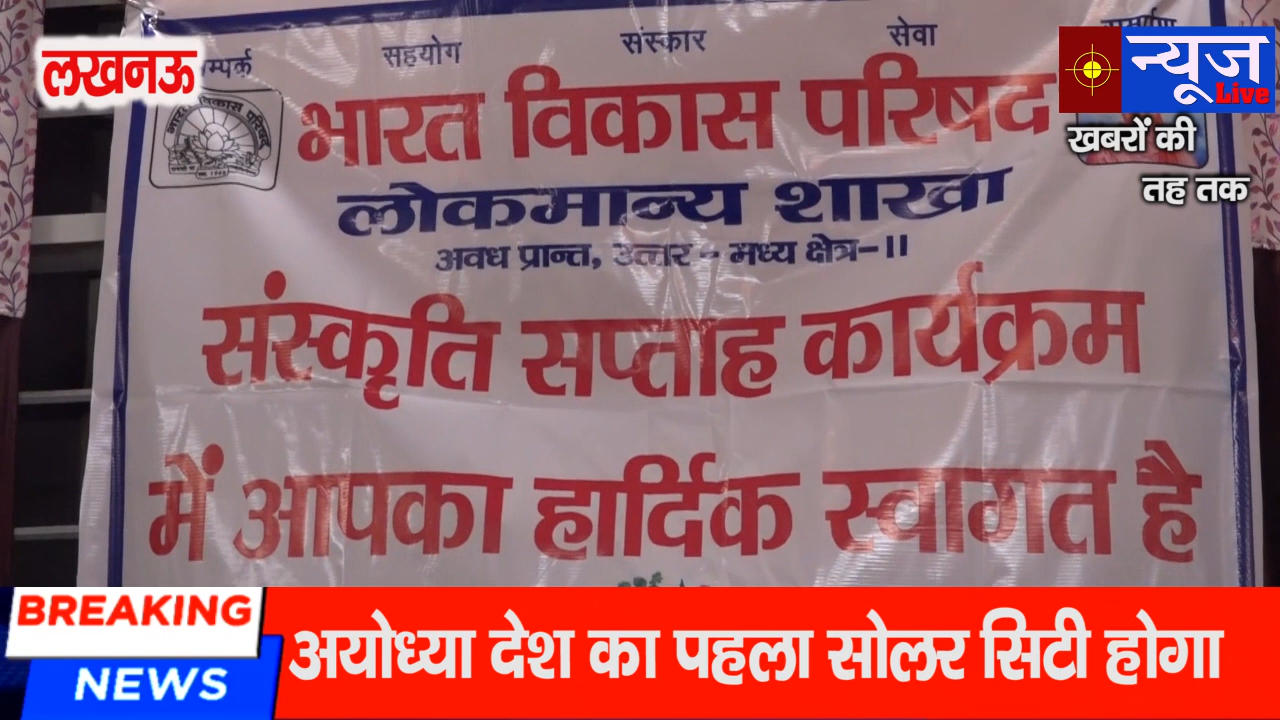 लखनऊ
सहयोग संस्कार सेवा
न्यूज
Live
भारत विकास परिषद
खबरों की
तह तक
लोकमान्य शाखा
अवध प्रान्त, उत्तर - मध्य क्षेत्र-II
संस्कृति सप्ताह कार्यक्रम
में आपका हार्दिक स्वागत है
BREAKING
NEWS
अयोध्या देश का पहला सोलर सिटी होगा